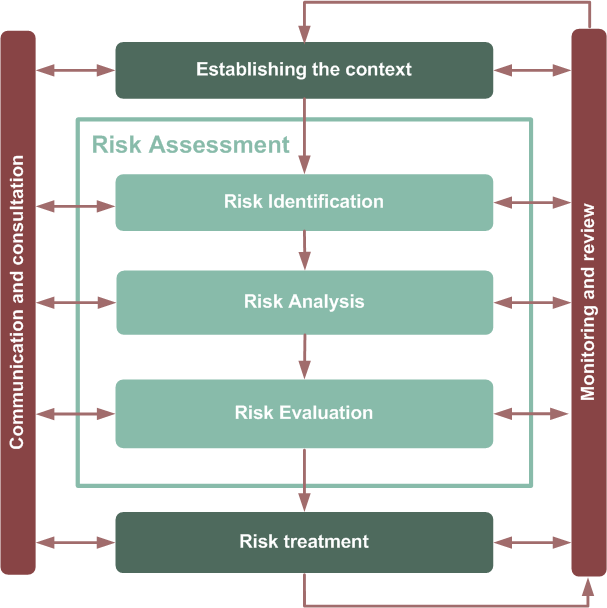 Establishing the context
Risk Assessment
Risk Identification
Risk Analysis
Risk Evaluation
Risk treatment
Communication and consultation
Monitoring and review